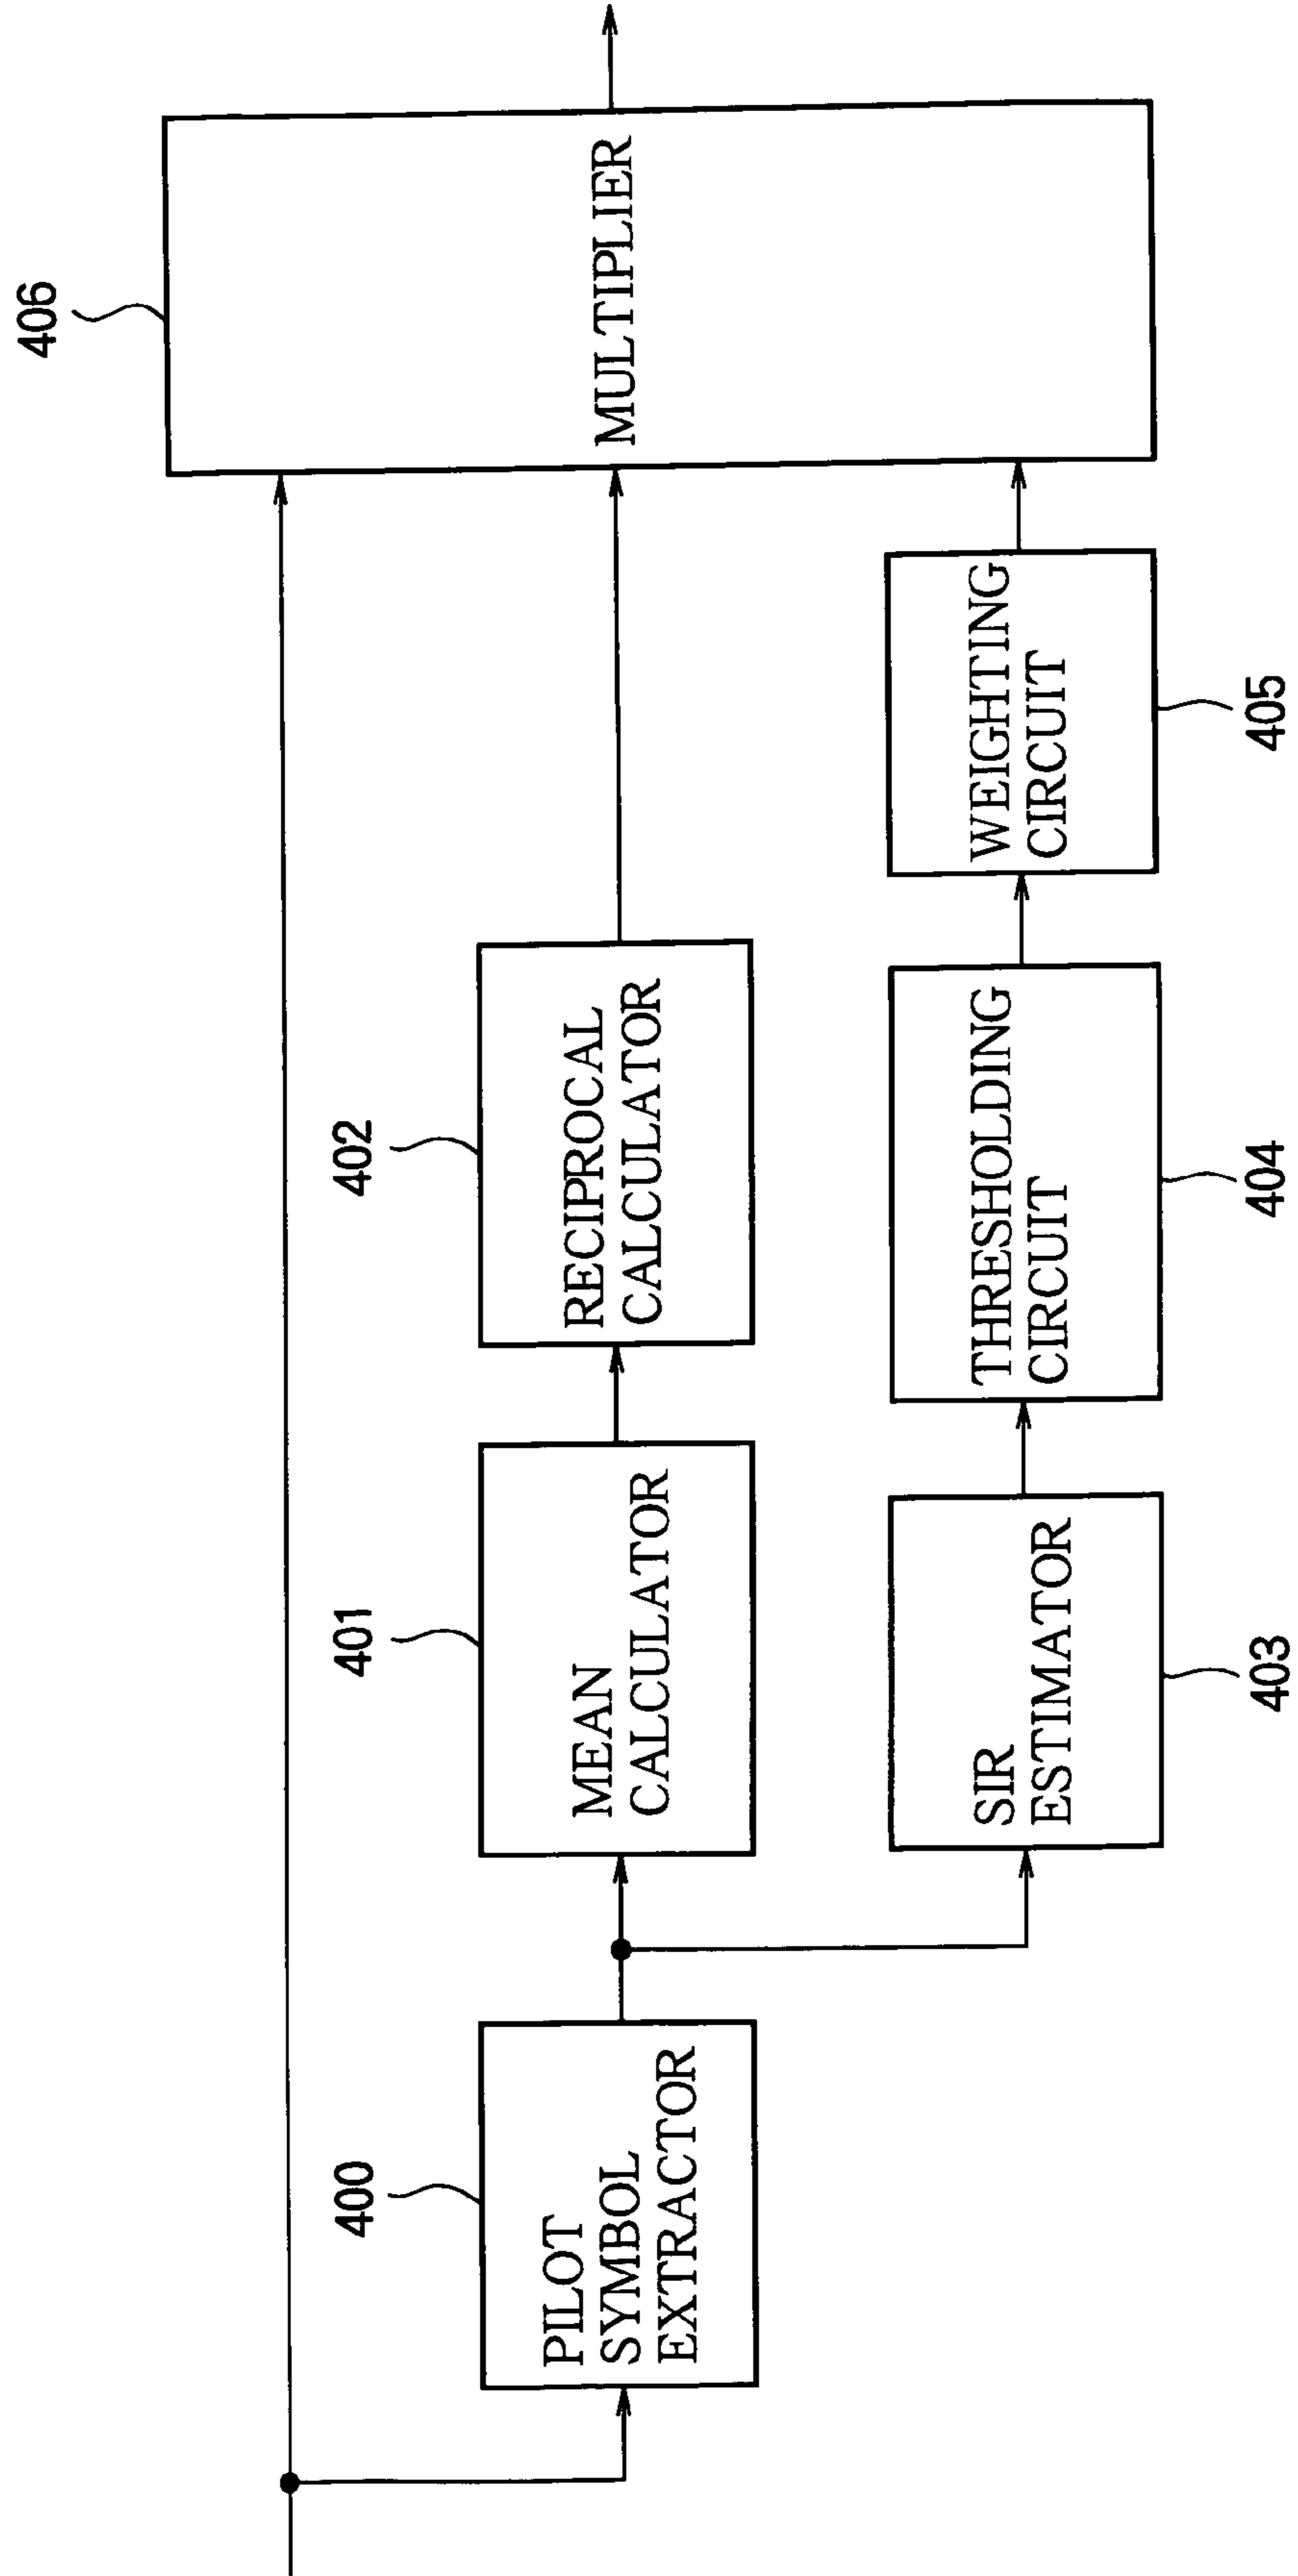 406
MULTIPLIER
402
RECIPROCAL
CALCULATOR
401
MEAN
CALCULATOR
400
PILOT
SYMBOL
EXTRACTOR
WEIGHTING
CIRCUIT
405
THRESHOLDING
CIRCUIT
404
SIR
ESTIMATOR
403